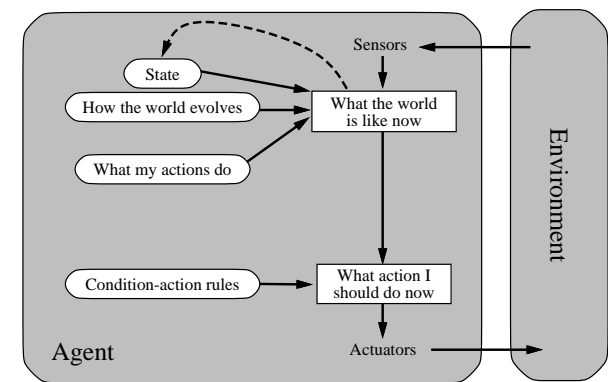 Sensors
State
How the world evolves
What the world
is like now
What my actions do
Condition-action rules
What action I
should do now
Agent
Actuators
Environment